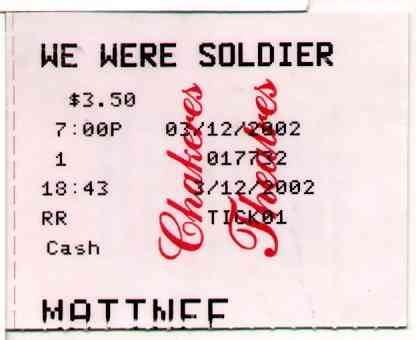 WE WERE SOLDIER
$3.50
7:00P 03/12/2002
1 017732
18:43 3/12/2002
RR TICK01
Cash
MATINEE
Chakeres
Theatres